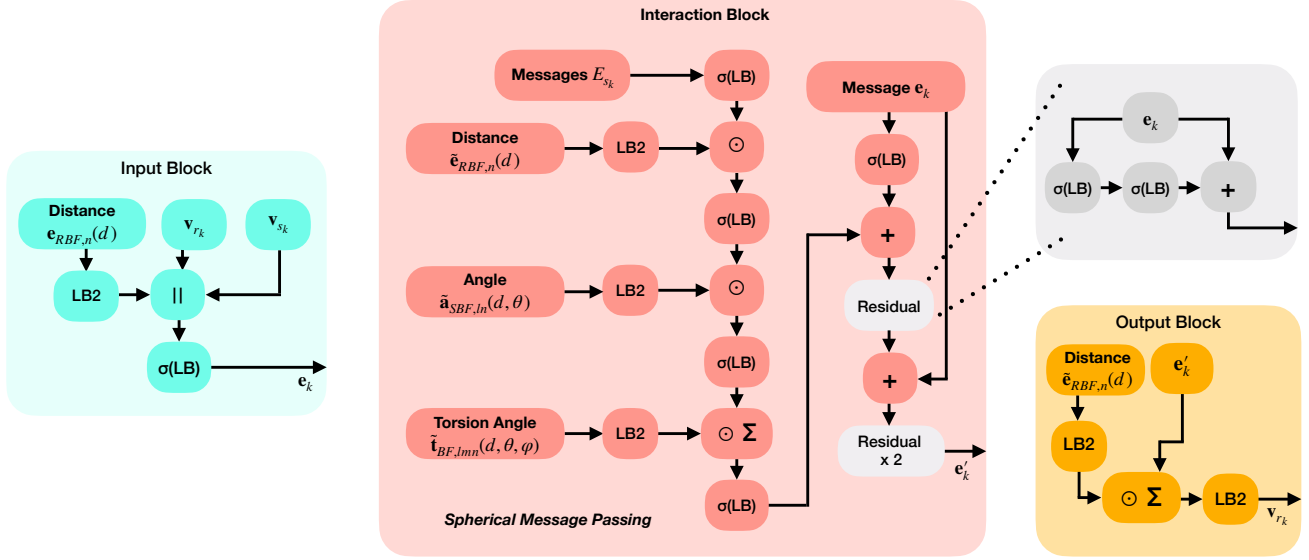 Input Block
Distance
𝐞_{RBF,n}(d)
𝐯_{r_k}
𝐯_{s_k}
LB2
||
σ(LB)
𝐞_k
Interaction Block
Messages E_{s_k}
σ(LB)
Distance
𝐞̃_{RBF,n}(d)
LB2
⊙
σ(LB)
Angle
𝐚̃_{SBF,ln}(d, θ)
LB2
⊙
σ(LB)
Torsion Angle
𝐭̃_{BF,lmn}(d, θ, φ)
LB2
⊙ Σ
σ(LB)
Spherical Message Passing
Message 𝐞_k
σ(LB)
+
Residual
+
Residual
x 2
𝐞′_k
𝐞_k
σ(LB)
σ(LB)
+
Output Block
Distance
𝐞̃_{RBF,n}(d)
𝐞′_k
LB2
⊙ Σ
LB2
𝐯_{r_k}